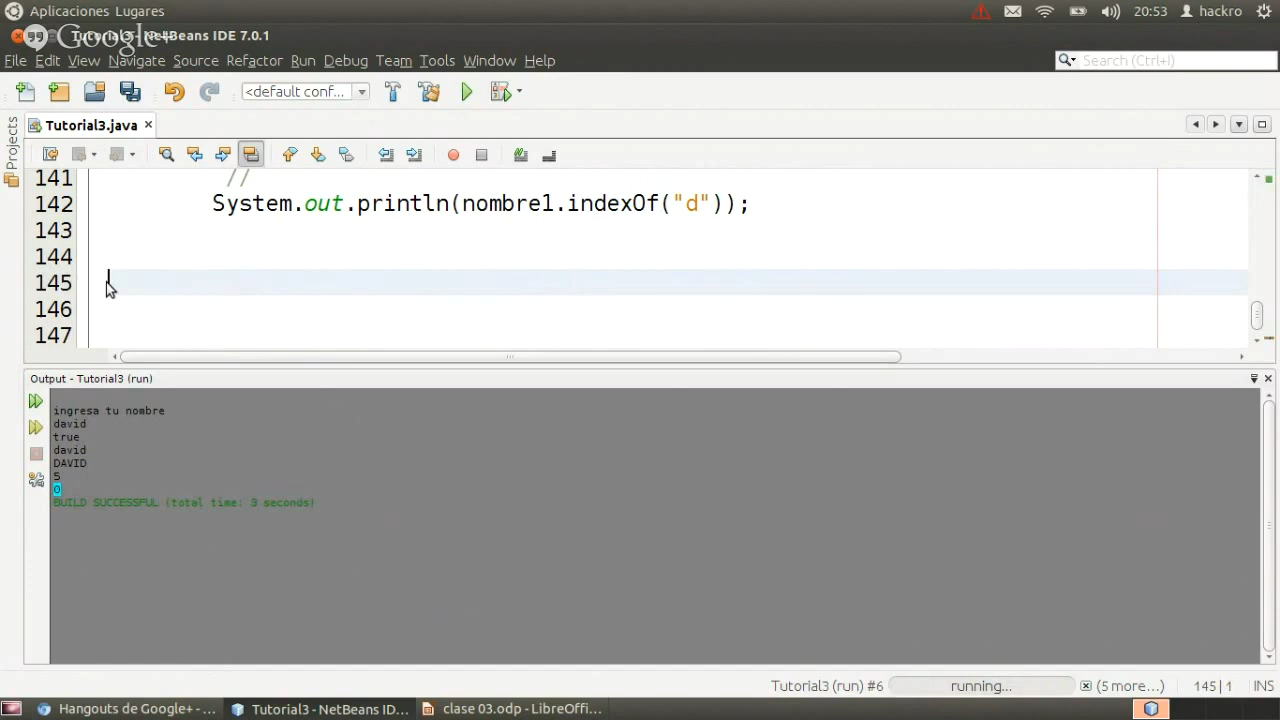 Aplicaciones Lugares
20:53
hackro
Google+
Tutorial3 - NetBeans IDE 7.0.1
File Edit View Navigate Source Refactor Run Debug Team Tools Window Help
Search (Ctrl+I)
<default conf...
Projects
Tutorial3.java
141 //
142 System.out.println(nombre1.indexOf("d"));
143
144
145
146
147
Output - Tutorial3 (run)
ingresa tu nombre
david
true
david
DAVID
5
0
BUILD SUCCESSFUL (total time: 3 seconds)
Tutorial3 (run) #6 running... (5 more...) 145|1 INS
Hangouts de Google+ - ... Tutorial3 - NetBeans ID... clase 03.odp - LibreOffi...